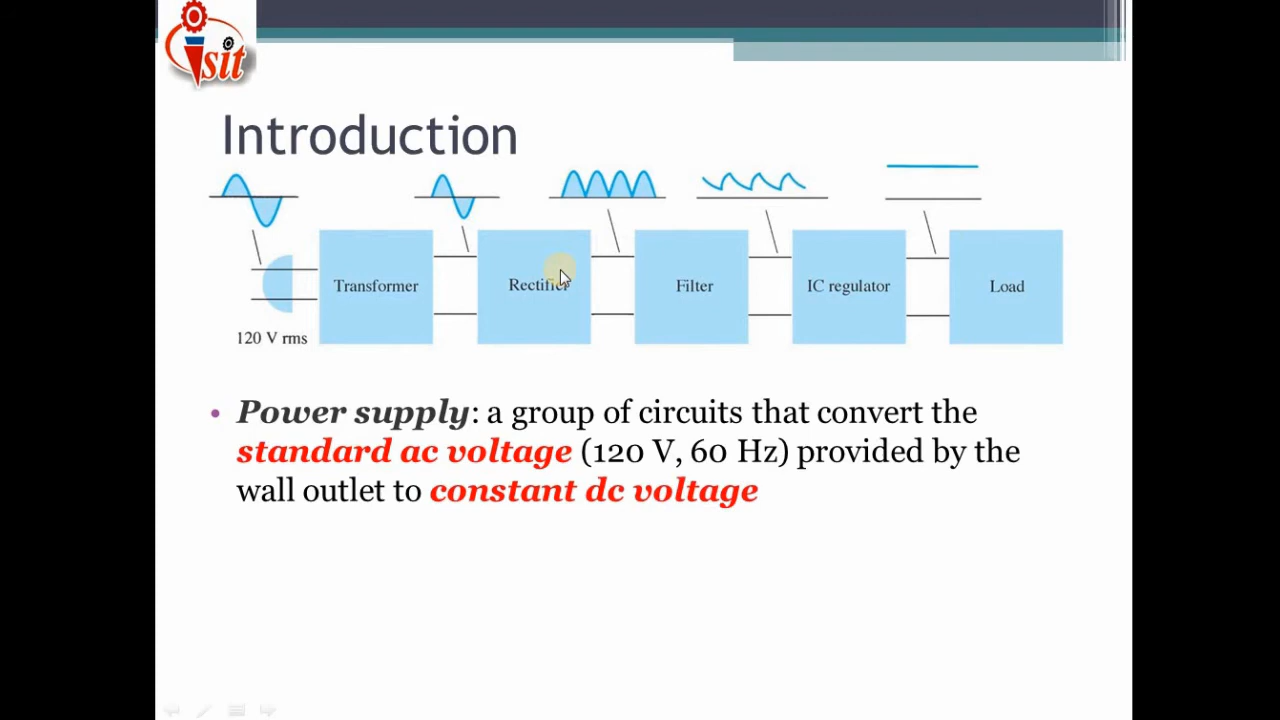 sit
Introduction
Transformer
Rectifier
Filter
IC regulator
Load
120 V rms
• Power supply: a group of circuits that convert the
standard ac voltage (120 V, 60 Hz) provided by the
wall outlet to constant dc voltage